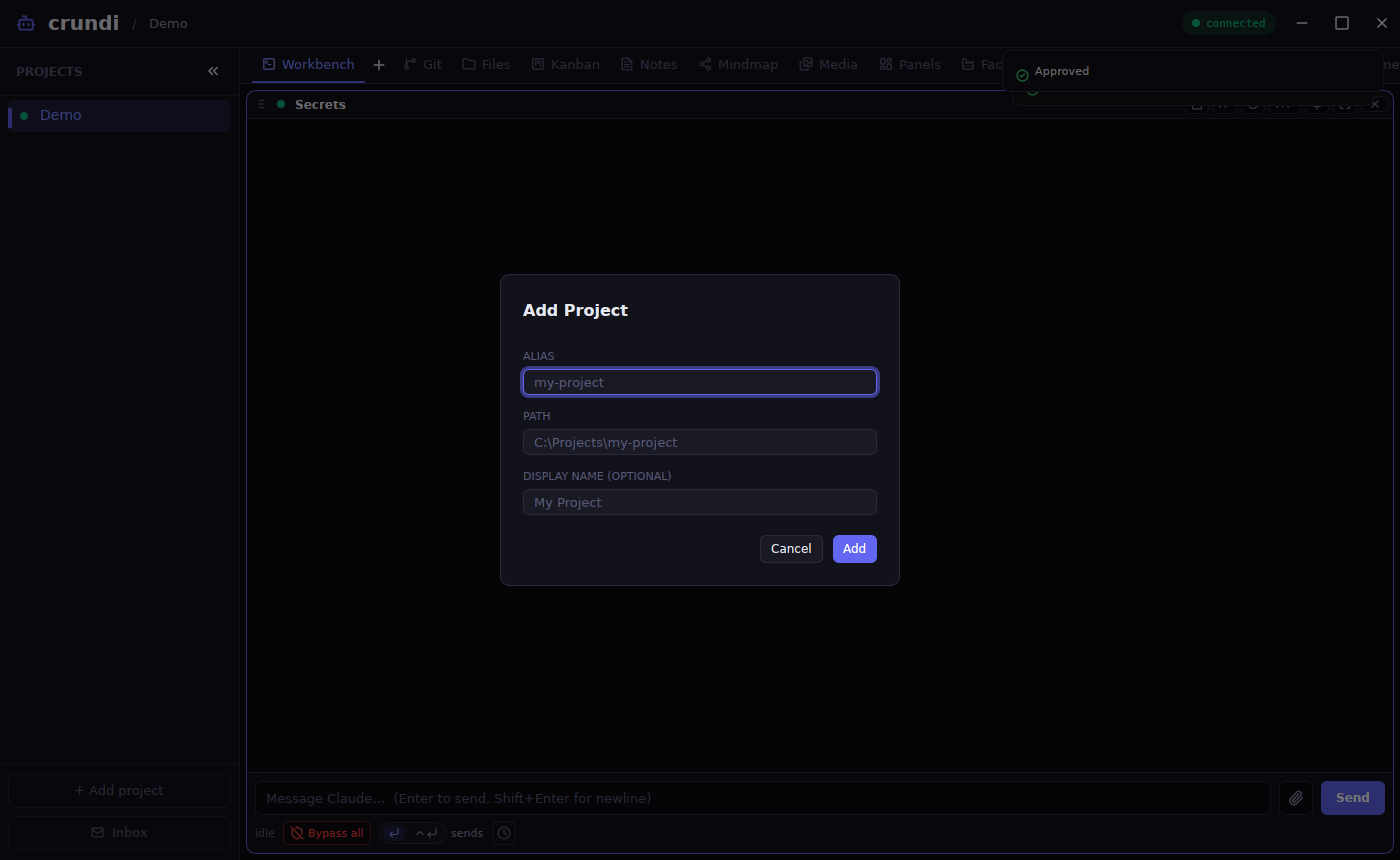 crundi / Demo
connected
PROJECTS
Workbench
Git
Files
Kanban
Notes
Mindmap
Media
Panels
Approved
Demo
Secrets
Add Project
ALIAS
my-project
PATH
C:\Projects\my-project
DISPLAY NAME (OPTIONAL)
My Project
Cancel
Add
+ Add project
Inbox
Message Claude... (Enter to send, Shift+Enter for newline)
Send
idle
Bypass all
sends